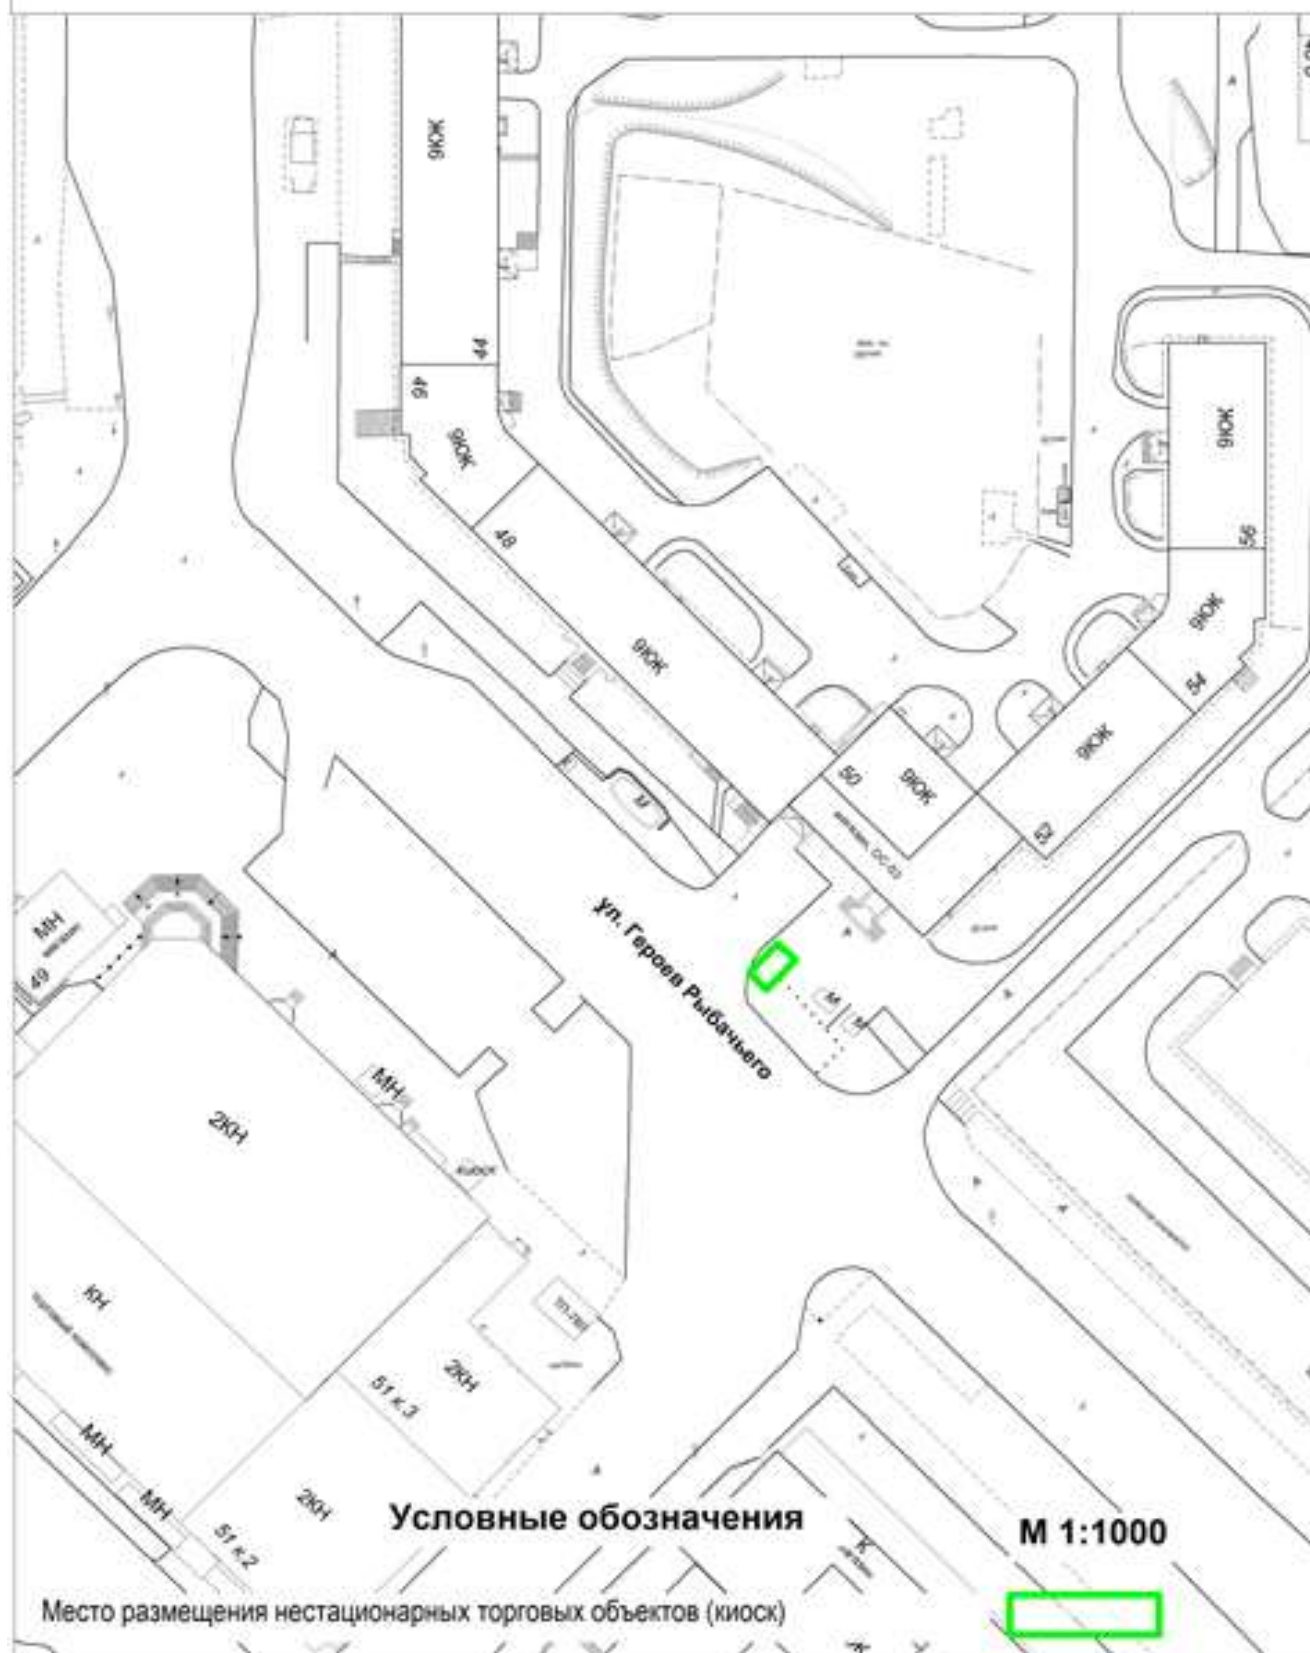 9КЖ
44
46
9КЖ
48
9КЖ
9КЖ
56
9КЖ
54
9КЖ
52
50
9КЖ
М
ул. Героев Рыбачьего
М
М
МН
49
2КН
МН
КН
51 к.3
2КН
МН
МН
51 к.2
2КН
К
Условные обозначения
М 1:1000
Место размещения нестационарных торговых объектов (киоск)